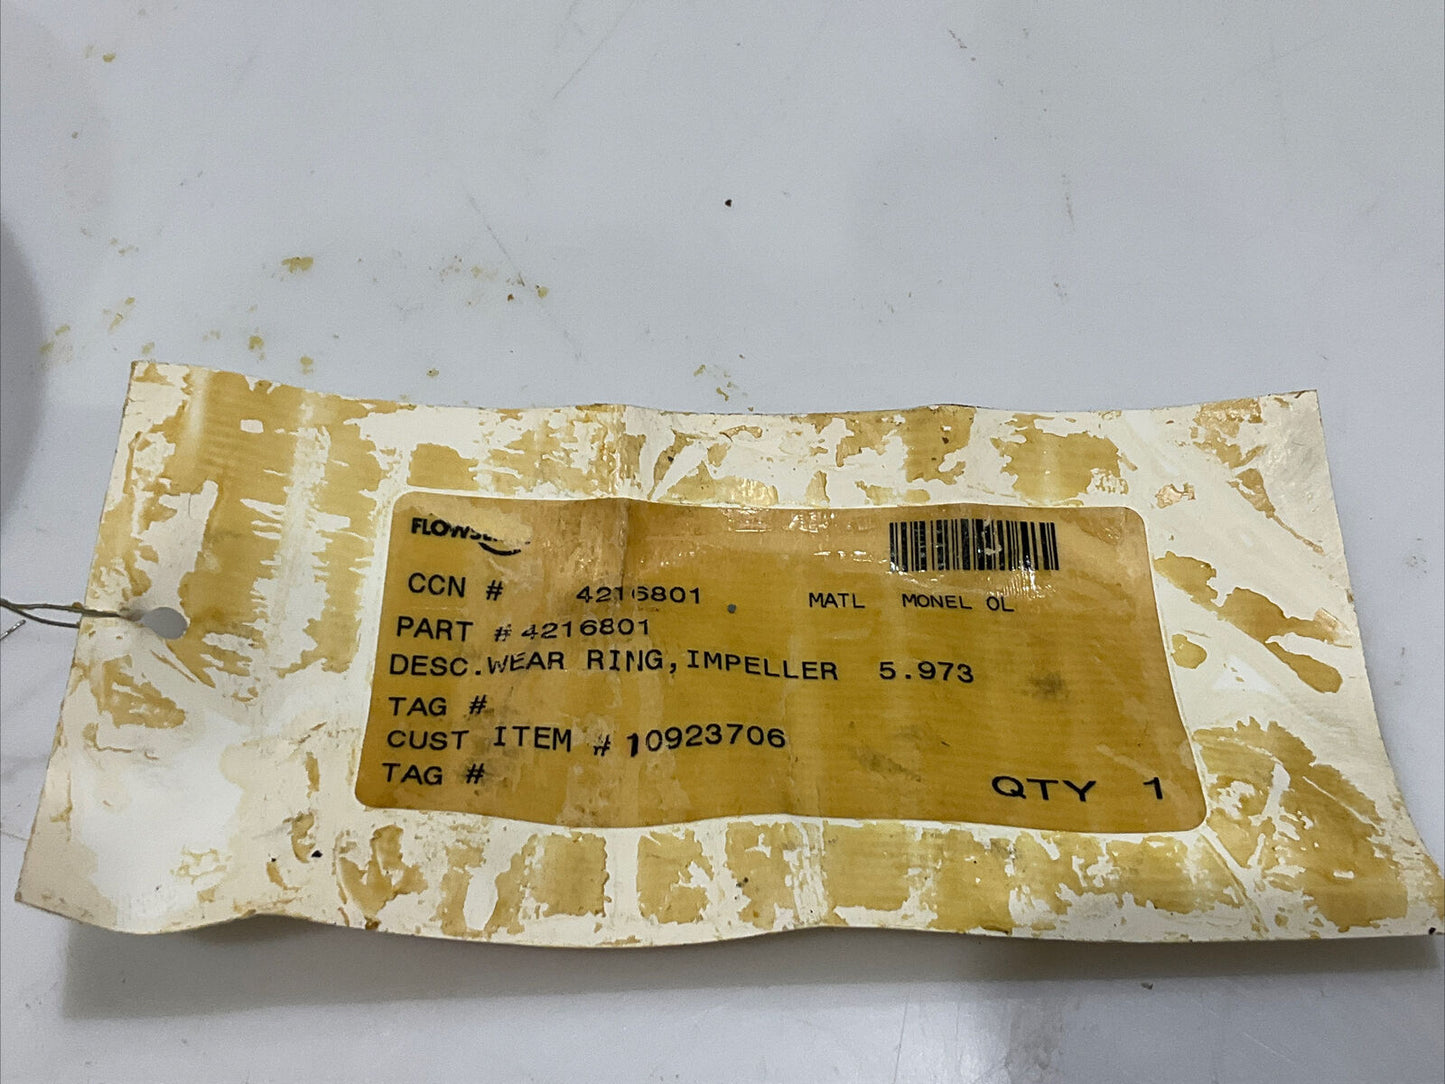 FLOWSERVE
CCN # 4216801 MATL MONEL OL
PART # 4216801
DESC. WEAR RING, IMPELLER 5.973
TAG #
CUST ITEM # 10923706
TAG #
QTY 1